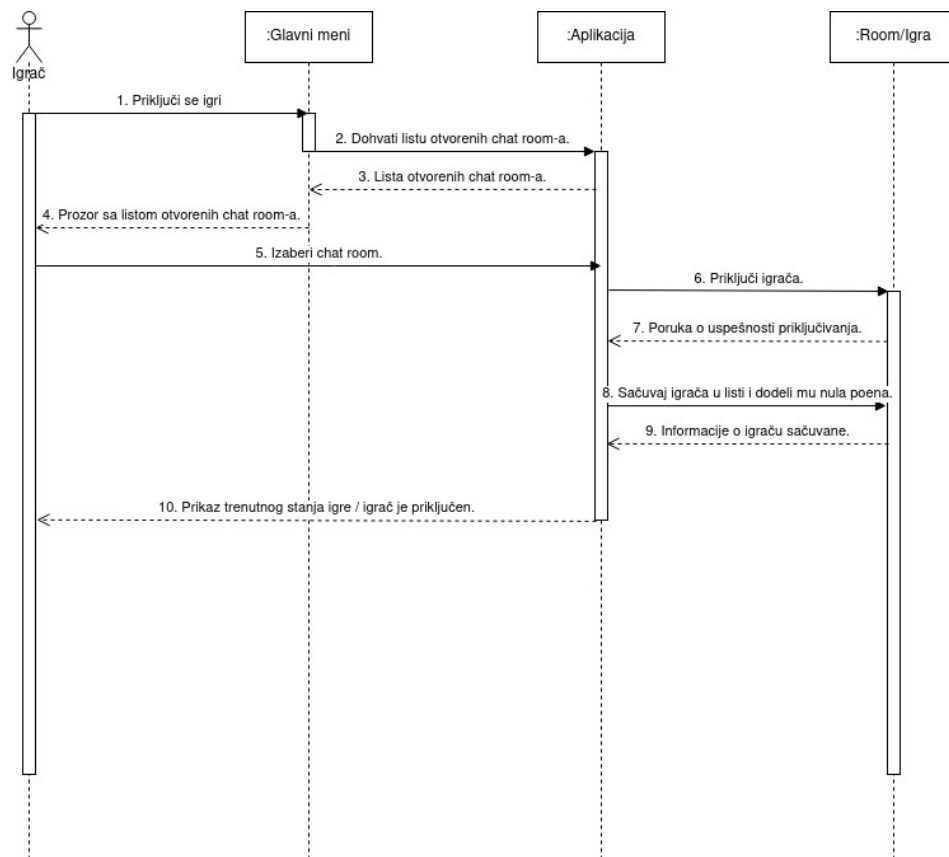 :Glavni meni
:Aplikacija
:Room/Igra
Igrač
1. Priključi se igri
2. Dohvati listu otvorenih chat room-a.
3. Lista otvorenih chat room-a.
4. Prozor sa listom otvorenih chat room-a.
5. Izaberi chat room.
6. Priključi igrača.
7. Poruka o uspešnosti priključivanja.
8. Sačuvaj igrača u listi i dodeli mu nula poena.
9. Informacije o igraču sačuvane.
10. Prikaz trenutnog stanja igre / igrač je priključen.